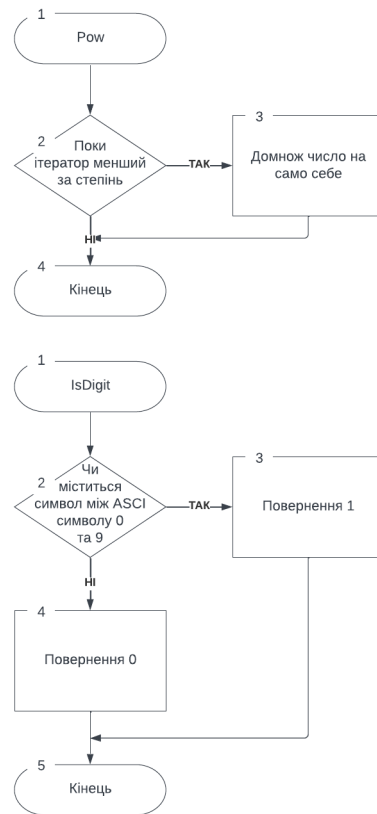 1
Pow
2
Поки
ітератор менший
за степінь
ТАК
3
Домнож число на
само себе
НІ
4
Кінець
1
IsDigit
2
Чи
міститься
символ між ASCI
символу 0
та 9
ТАК
3
Повернення 1
НІ
4
Повернення 0
5
Кінець